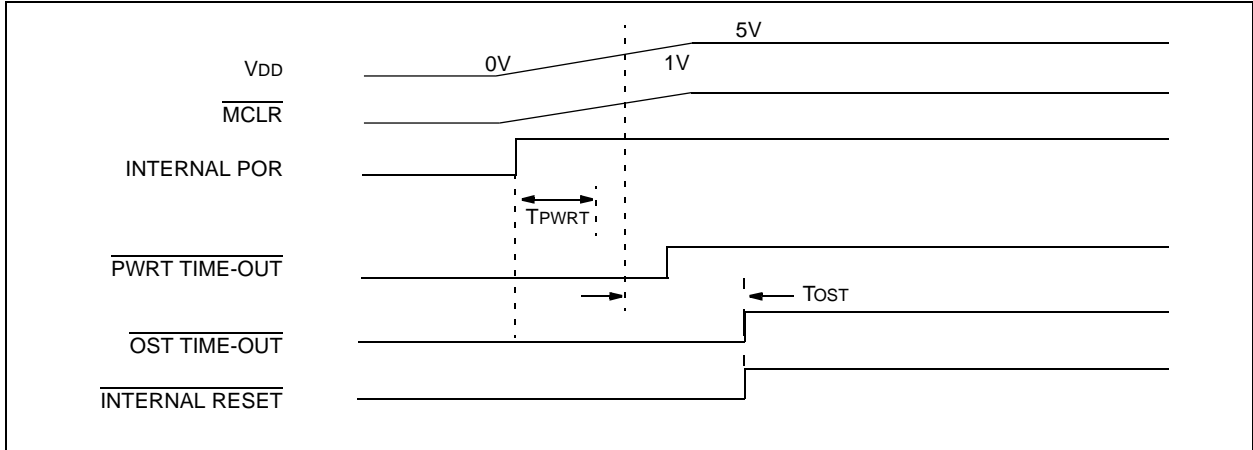 5V
VDD
0V
1V
MCLR
INTERNAL POR
TPWRT
PWRT TIME-OUT
TOST
OST TIME-OUT
INTERNAL RESET